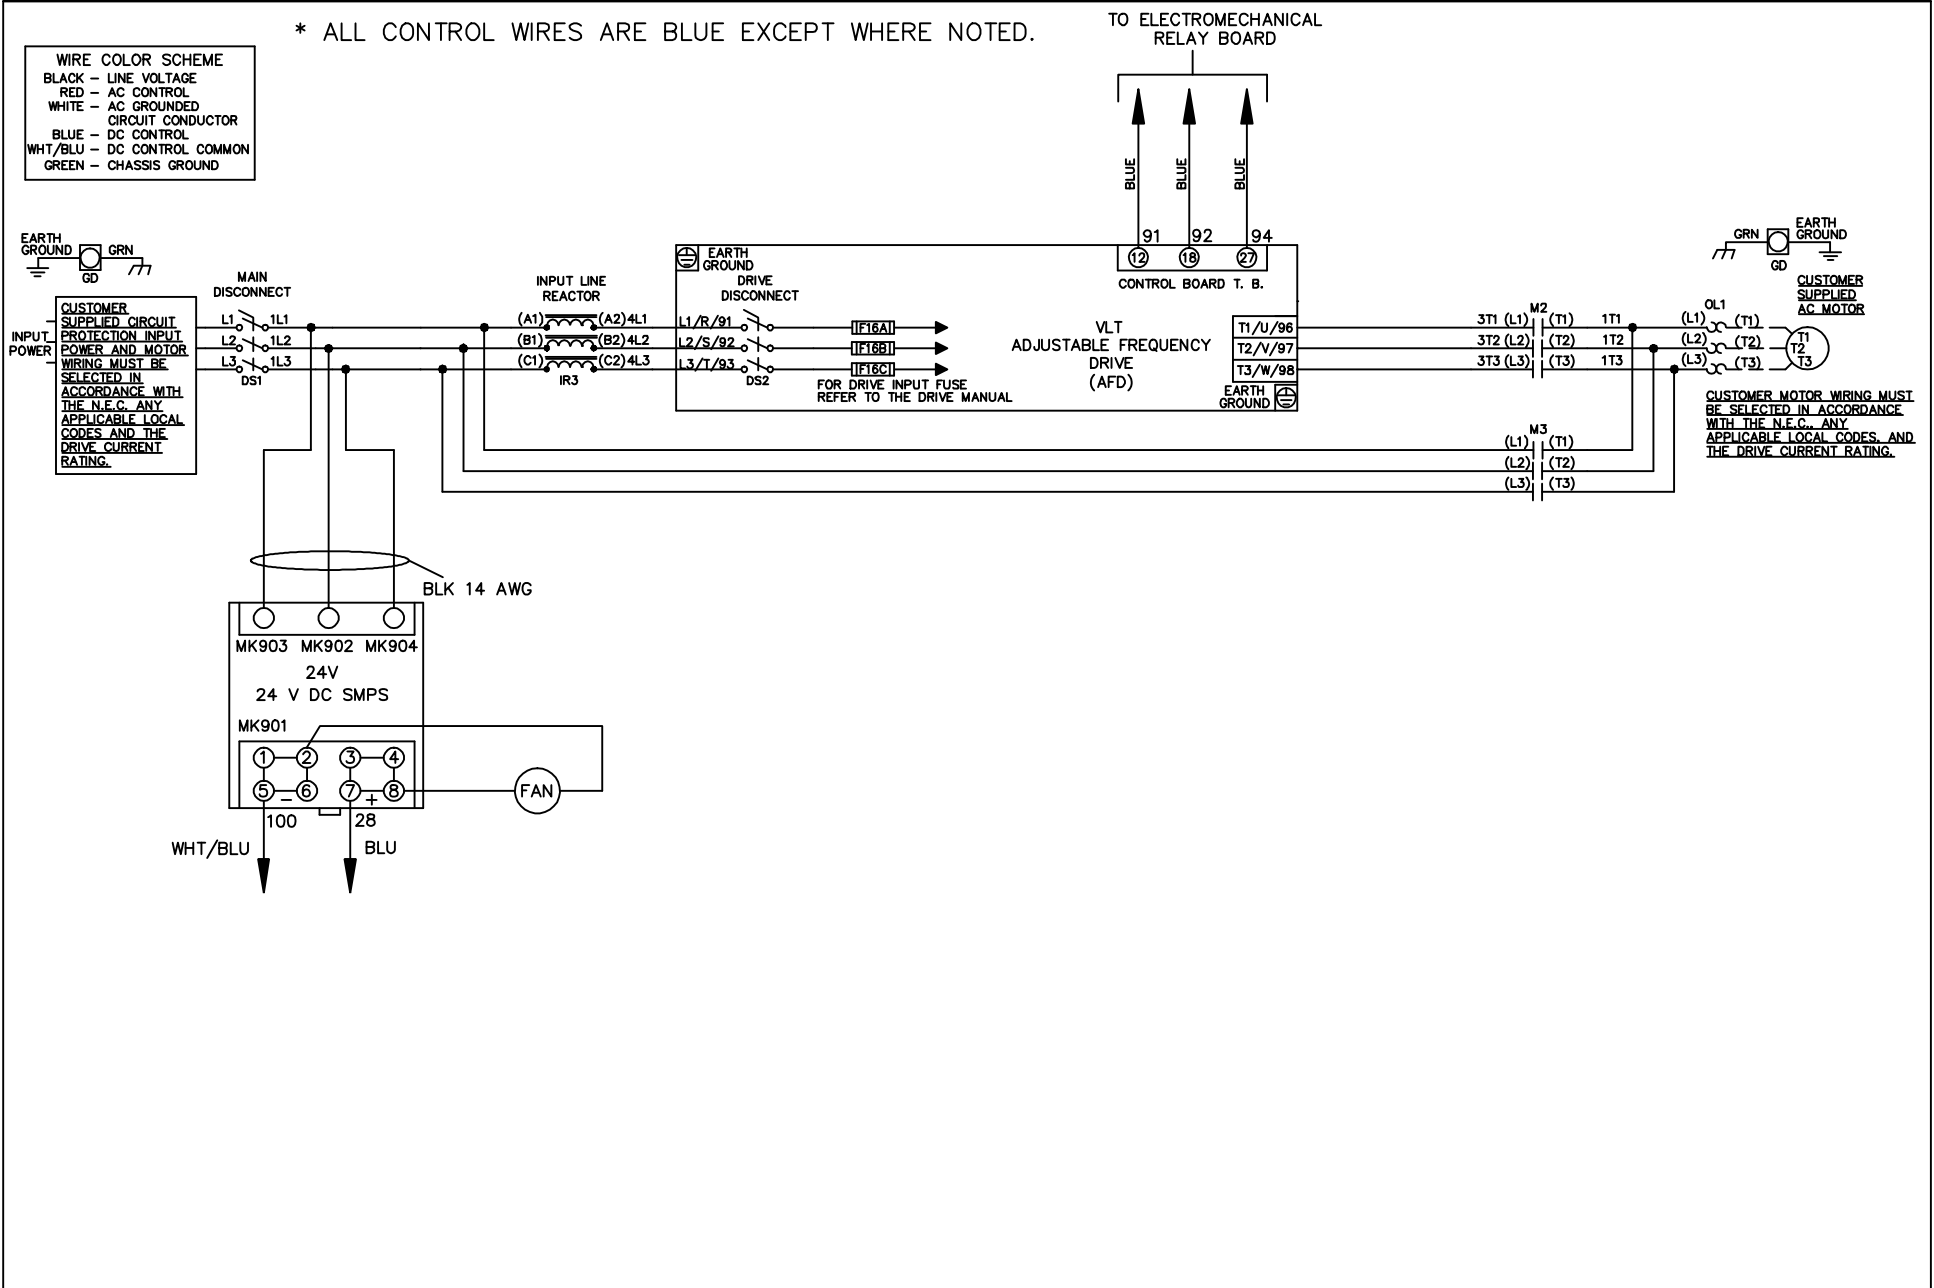 * ALL CONTROL WIRES ARE BLUE EXCEPT WHERE NOTED.
TO ELECTROMECHANICAL
RELAY BOARD
WIRE COLOR SCHEME
BLACK – LINE VOLTAGE
RED – AC CONTROL
WHITE – AC GROUNDED
CIRCUIT CONDUCTOR
BLUE – DC CONTROL
WHT/BLU – DC CONTROL COMMON
GREEN – CHASSIS GROUND
BLUE
BLUE
BLUE
91 92 94
12 18 27
CONTROL BOARD T. B.
EARTH
GROUND
GRN
GD
INPUT
POWER
CUSTOMER
SUPPLIED CIRCUIT
PROTECTION INPUT
POWER AND MOTOR
WIRING MUST BE
SELECTED IN
ACCORDANCE WITH
THE N.E.C. ANY
APPLICABLE LOCAL
CODES AND THE
DRIVE CURRENT
RATING.
MAIN
DISCONNECT
L1 1L1
L2 1L2
L3 1L3
DS1
INPUT LINE
REACTOR
(A1) (A2) 4L1
(B1) (B2) 4L2
(C1) (C2) 4L3
IR3
EARTH
GROUND
DRIVE
DISCONNECT
L1/R/91
L2/S/92
L3/T/93
DS2
F16A
F16B
F16C
FOR DRIVE INPUT FUSE
REFER TO THE DRIVE MANUAL
VLT
ADJUSTABLE FREQUENCY
DRIVE
(AFD)
T1/U/96
T2/V/97
T3/W/98
EARTH
GROUND
M2
3T1 (L1) (T1) 1T1
3T2 (L2) (T2) 1T2
3T3 (L3) (T3) 1T3
M3
(L1) (T1)
(L2) (T2)
(L3) (T3)
OL1
(L1) (T1)
(L2) (T2)
(L3) (T3)
T1
T2
T3
GRN
EARTH
GROUND
GD
CUSTOMER
SUPPLIED
AC MOTOR
CUSTOMER MOTOR WIRING MUST
BE SELECTED IN ACCORDANCE
WITH THE N.E.C., ANY
APPLICABLE LOCAL CODES, AND
THE DRIVE CURRENT RATING.
BLK 14 AWG
MK903 MK902 MK904
24V
24 V DC SMPS
MK901
1 2 3 4
5 – 6 7 + 8
FAN
100 28
WHT/BLU BLU